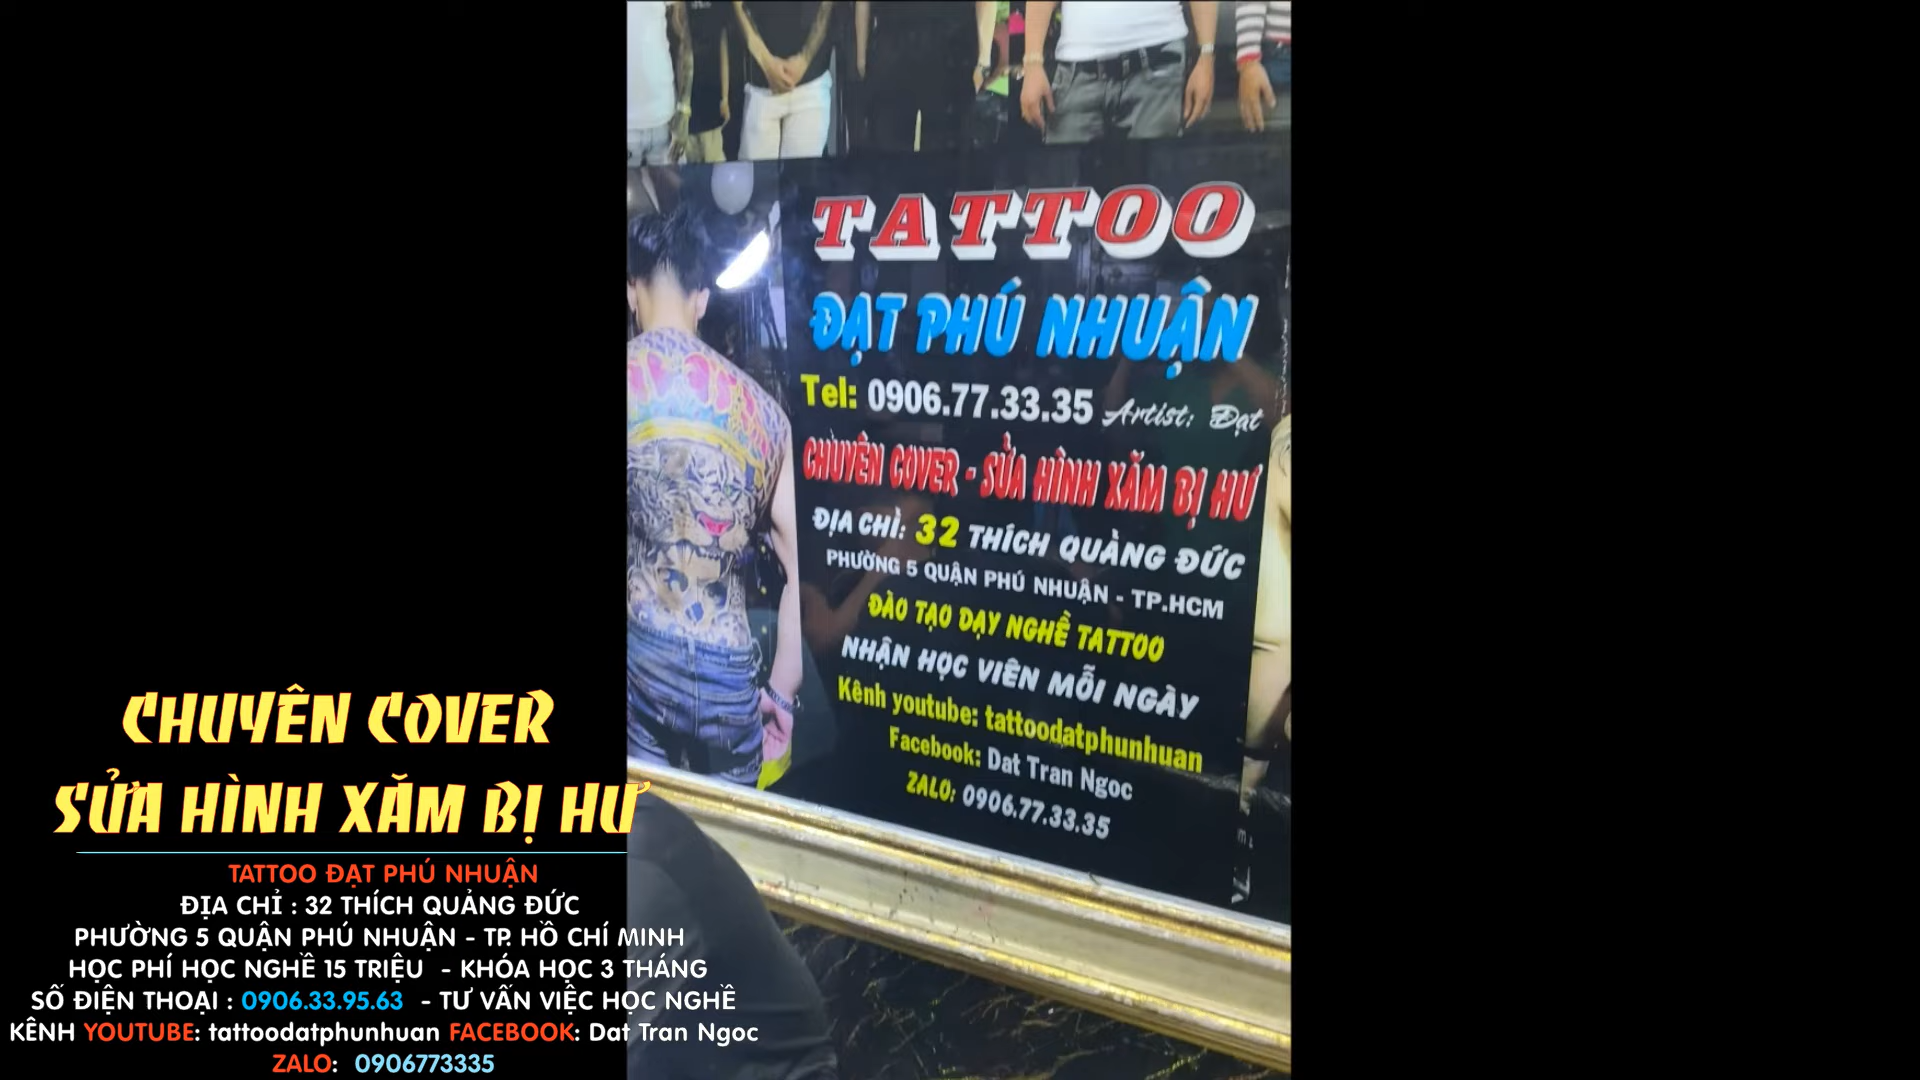 TATTOO
ĐẠT PHÚ NHUẬN
Tel: 0906.77.33.35 Artist: Đạt
CHUYÊN COVER - SỬA HÌNH XĂM BỊ HƯ
ĐỊA CHỈ: 32 THÍCH QUẢNG ĐỨC
PHƯỜNG 5 QUẬN PHÚ NHUẬN - TP.HCM
ĐÀO TẠO DẠY NGHỀ TATTOO
NHẬN HỌC VIÊN MỖI NGÀY
Kênh youtube: tattoodatphunhuan
Facebook: Dat Tran Ngoc
ZALO: 0906.77.33.35
CHUYÊN COVER
SỬA HÌNH XĂM BỊ HƯ
TATTOO ĐẠT PHÚ NHUẬN
ĐỊA CHỈ : 32 THÍCH QUẢNG ĐỨC
PHƯỜNG 5 QUẬN PHÚ NHUẬN - TP. HỒ CHÍ MINH
HỌC PHÍ HỌC NGHỀ 15 TRIỆU - KHÓA HỌC 3 THÁNG
SỐ ĐIỆN THOẠI : 0906.33.95.63 - TƯ VẤN VIỆC HỌC NGHỀ
KÊNH YOUTUBE: tattoodatphunhuan FACEBOOK: Dat Tran Ngoc
ZALO: 0906773335